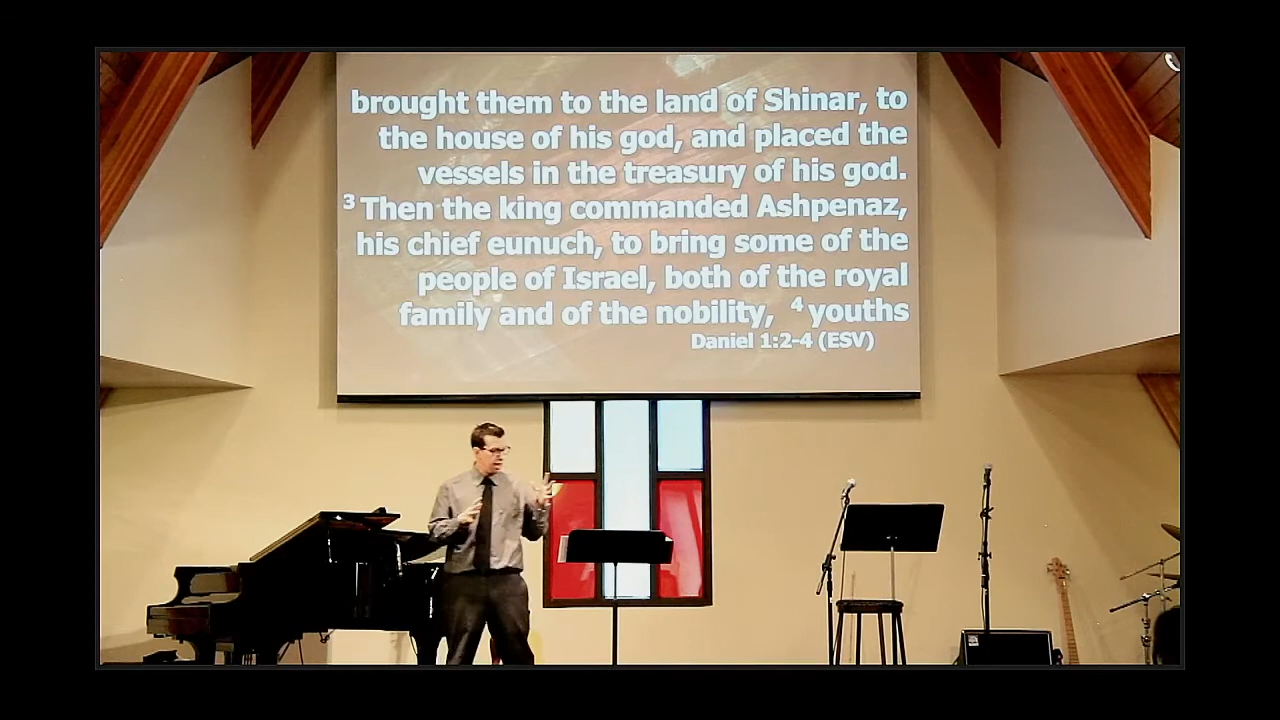 brought them to the land of Shinar, to
the house of his god, and placed the
vessels in the treasury of his god.
3 Then the king commanded Ashpenaz,
his chief eunuch, to bring some of the
people of Israel, both of the royal
family and of the nobility, 4 youths
Daniel 1:2-4 (ESV)